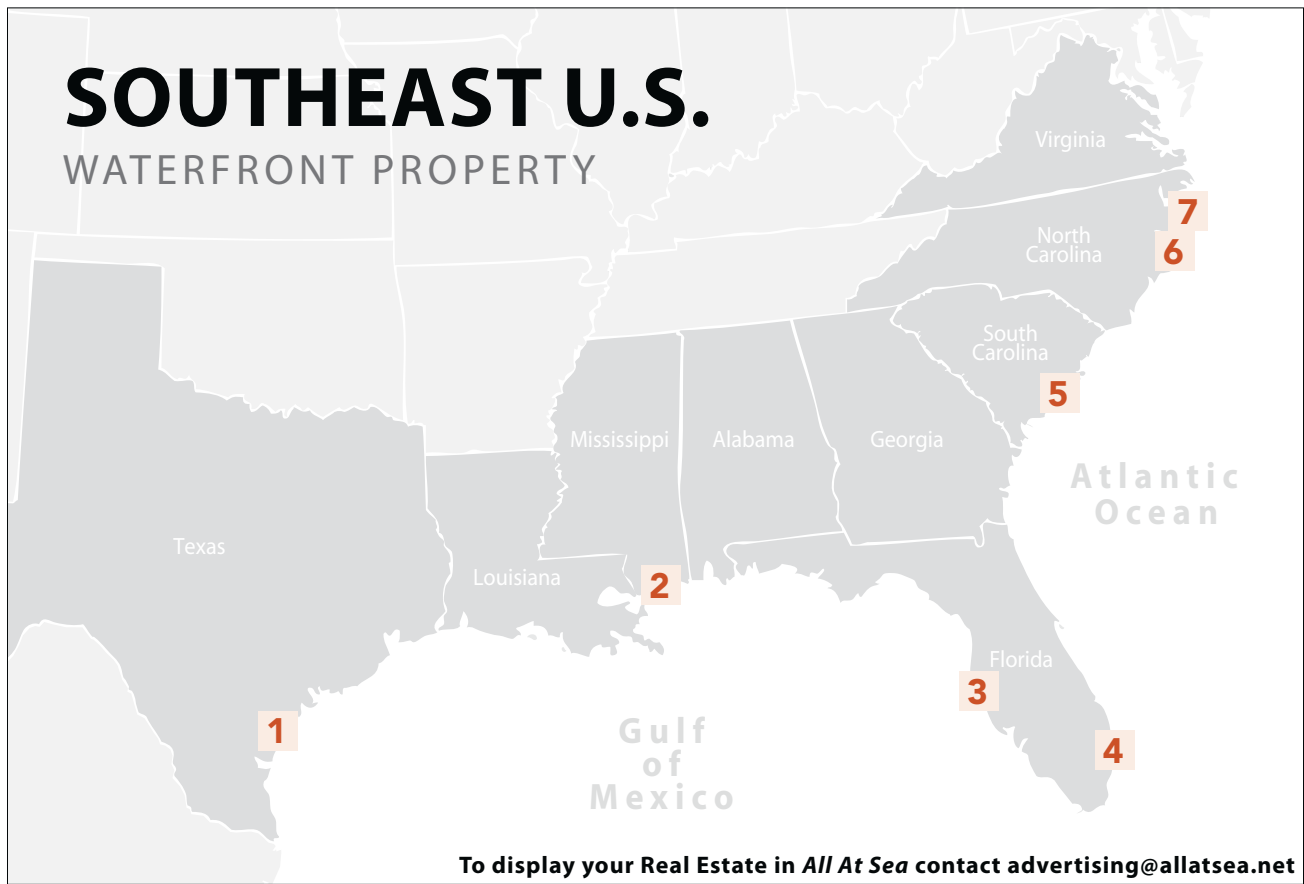 SOUTHEAST U.S.
WATERFRONT PROPERTY
Virginia
7
North
Carolina
6
South
Carolina
5
Mississippi
Alabama
Georgia
Atlantic
Ocean
Texas
Louisiana
2
Florida
3
1
Gulf
of
Mexico
4
To display your Real Estate in All At Sea contact advertising@allatsea.net